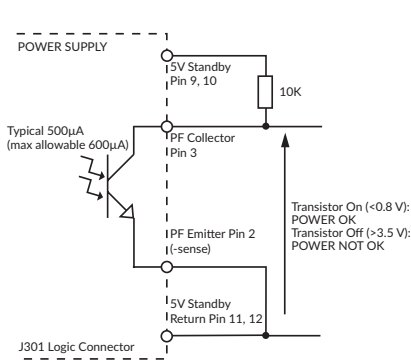 POWER SUPPLY
5V Standby
Pin 9, 10
10K
Typical 500µA
(max allowable 600µA)
PF Collector
Pin 3
Transistor On (<0.8 V):
POWER OK
Transistor Off (>3.5 V):
POWER NOT OK
PF Emitter Pin 2
(-sense)
5V Standby
Return Pin 11, 12
J301 Logic Connector